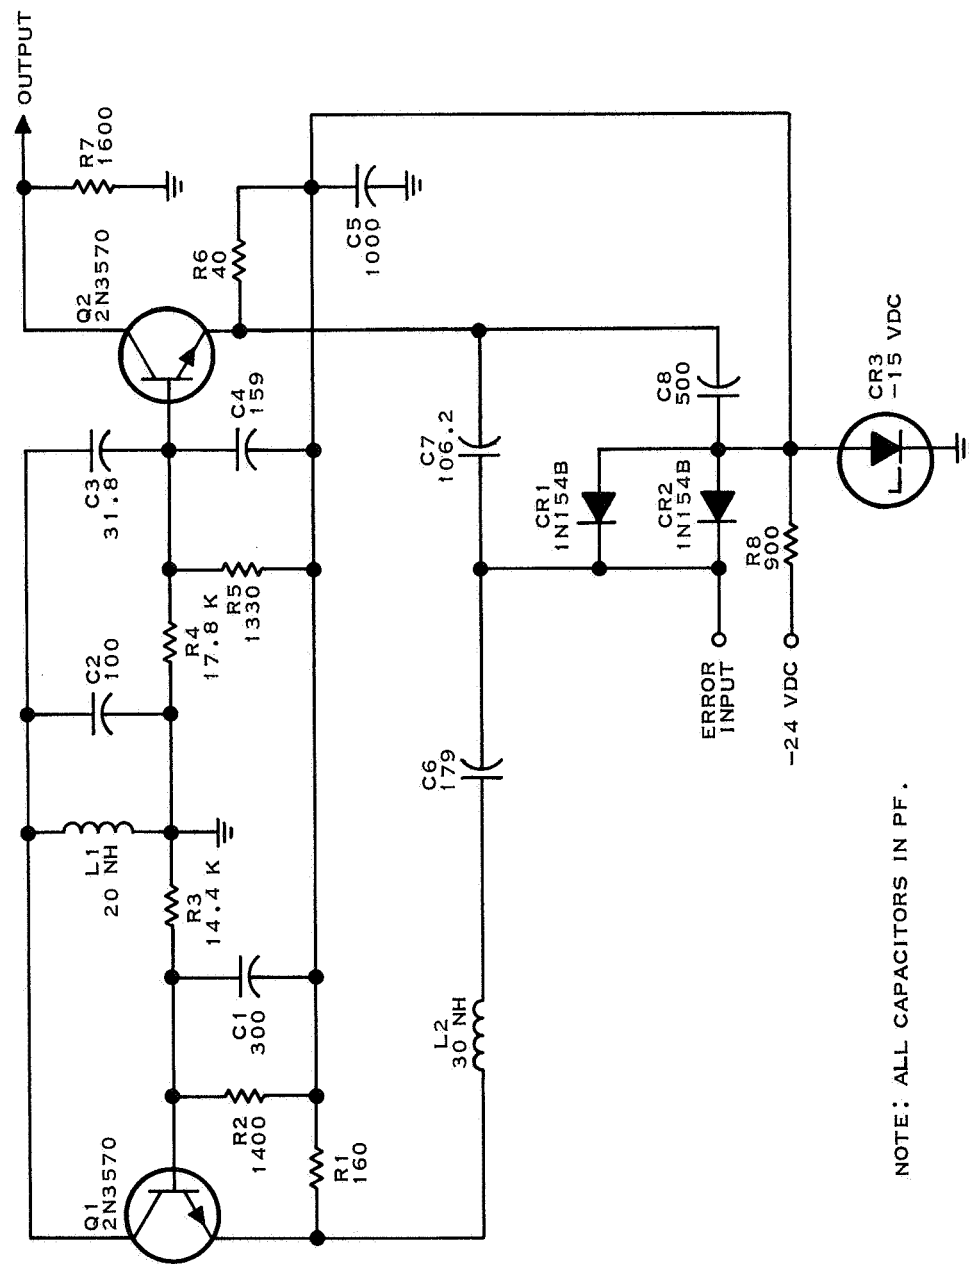 Q1
2N3570
R2
1400
R1
160
C1
300
R3
14.4 K
L1
20 NH
C2
100
R4
17.8 K
R5
1330
C3
31.8
C4
159
Q2
2N3570
R6
40
R7
1600
OUTPUT
C5
1000
L2
30 NH
C6
179
C7
106.2
CR1
1N154B
CR2
1N154B
C8
500
ERROR
INPUT
R8
900
-24 VDC
CR3
-15 VDC
NOTE: ALL CAPACITORS IN PF.